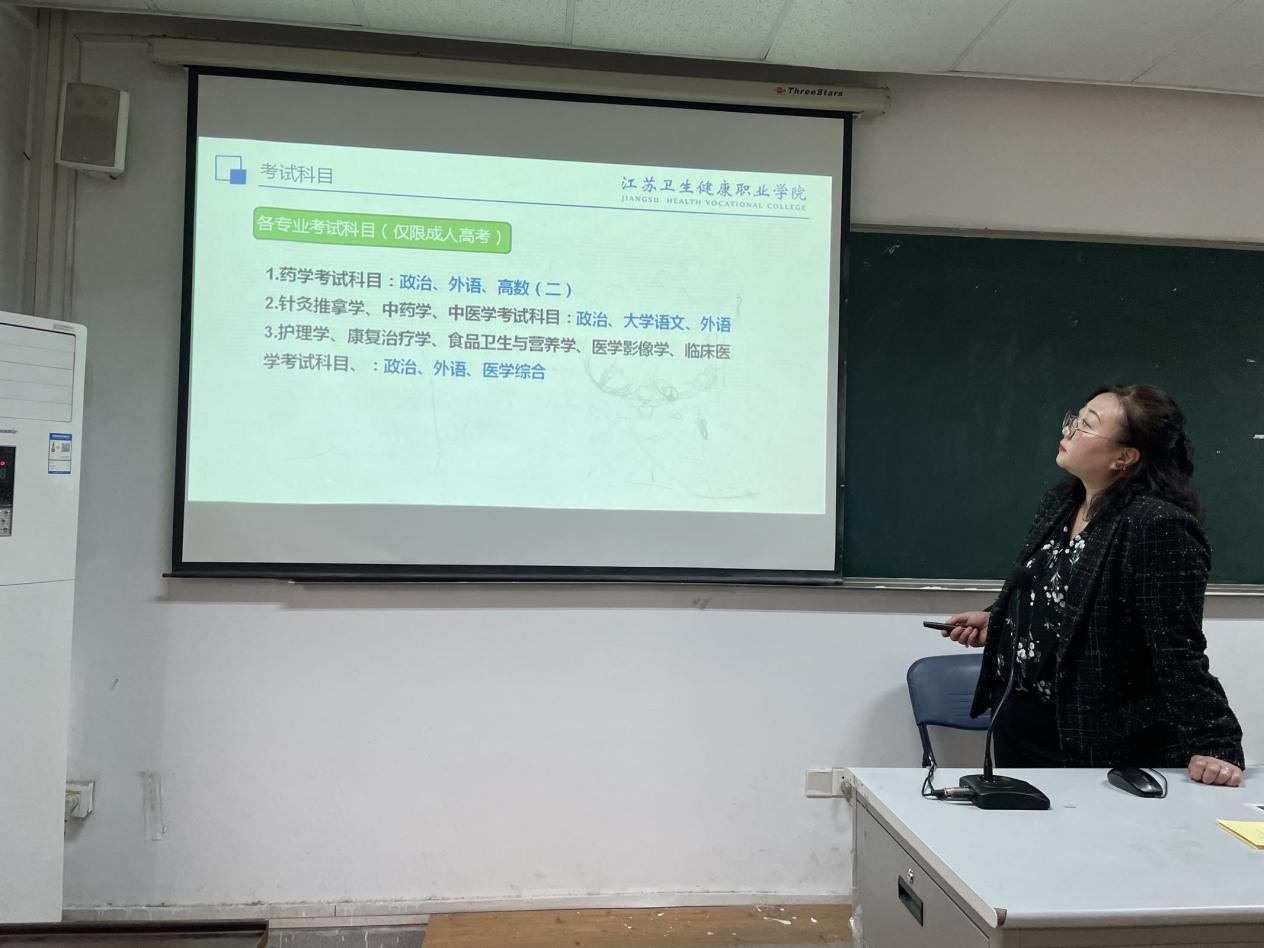 ThreeStars
考试科目
江苏卫生健康职业学院
JIANGSU HEALTH VOCATIONAL COLLEGE
各专业考试科目（仅限成人高考）
1.药学考试科目：政治、外语、高数（二）
2.针灸推拿学、中药学、中医学考试科目：政治、大学语文、外语
3.护理学、康复治疗学、食品卫生与营养学、医学影像学、临床医
学考试科目、：政治、外语、医学综合